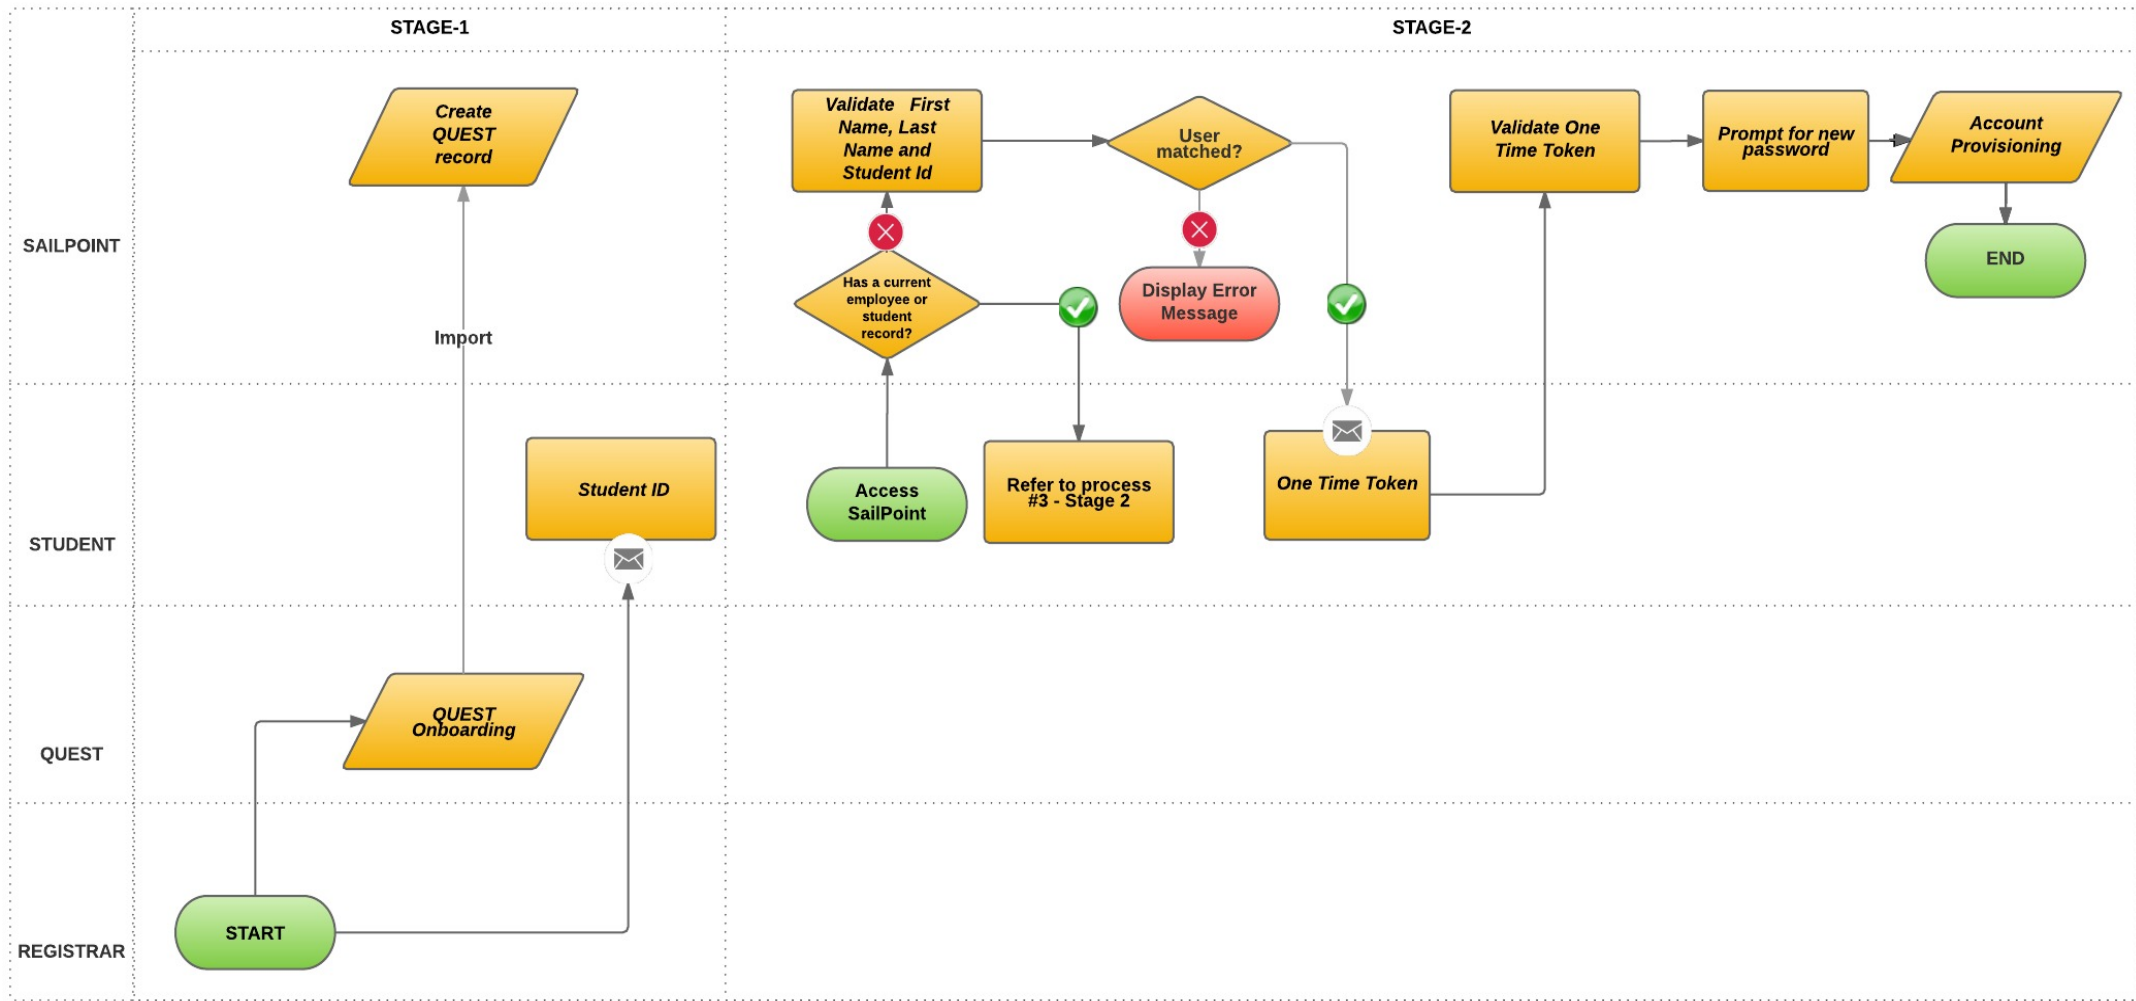 STAGE-1
STAGE-2
SAILPOINT
Create
QUEST
record
Import
Validate First
Name, Last
Name and
Student Id
User
matched?
Has a current
employee or
student
record?
Display Error
Message
Validate One
Time Token
Prompt for new
password
Account
Provisioning
END
STUDENT
Student ID
Access
SailPoint
Refer to process
#3 - Stage 2
One Time Token
QUEST
QUEST
Onboarding
REGISTRAR
START